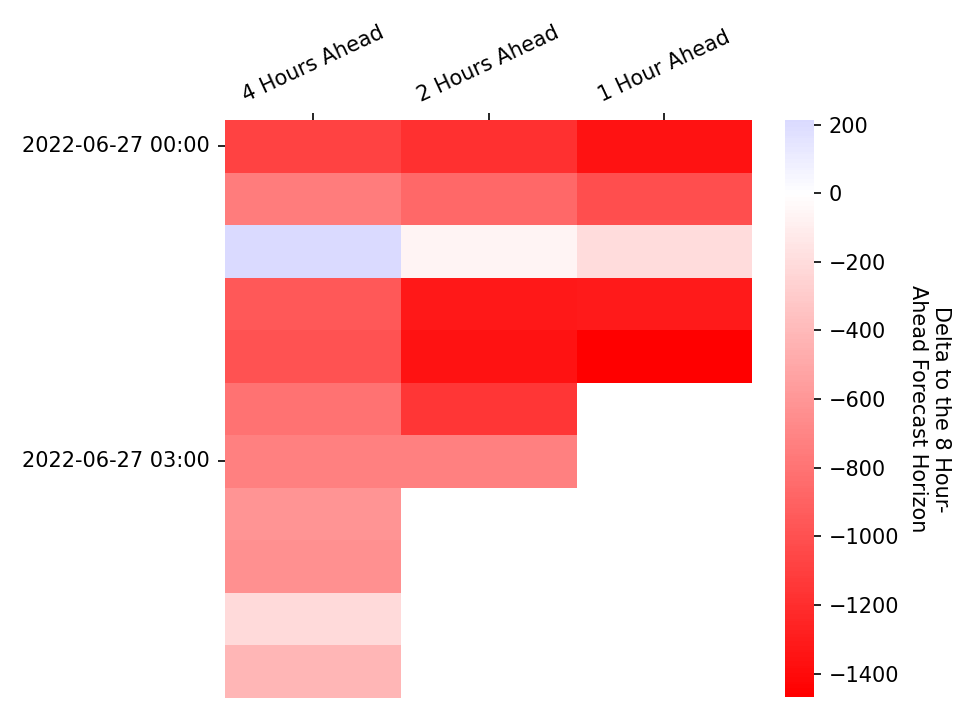 4 Hours Ahead
2 Hours Ahead
1 Hour Ahead
2022-06-27 00:00
2022-06-27 03:00
200
0
−200
−400
−600
−800
−1000
−1200
−1400
Delta to the 8 Hour-
Ahead Forecast Horizon